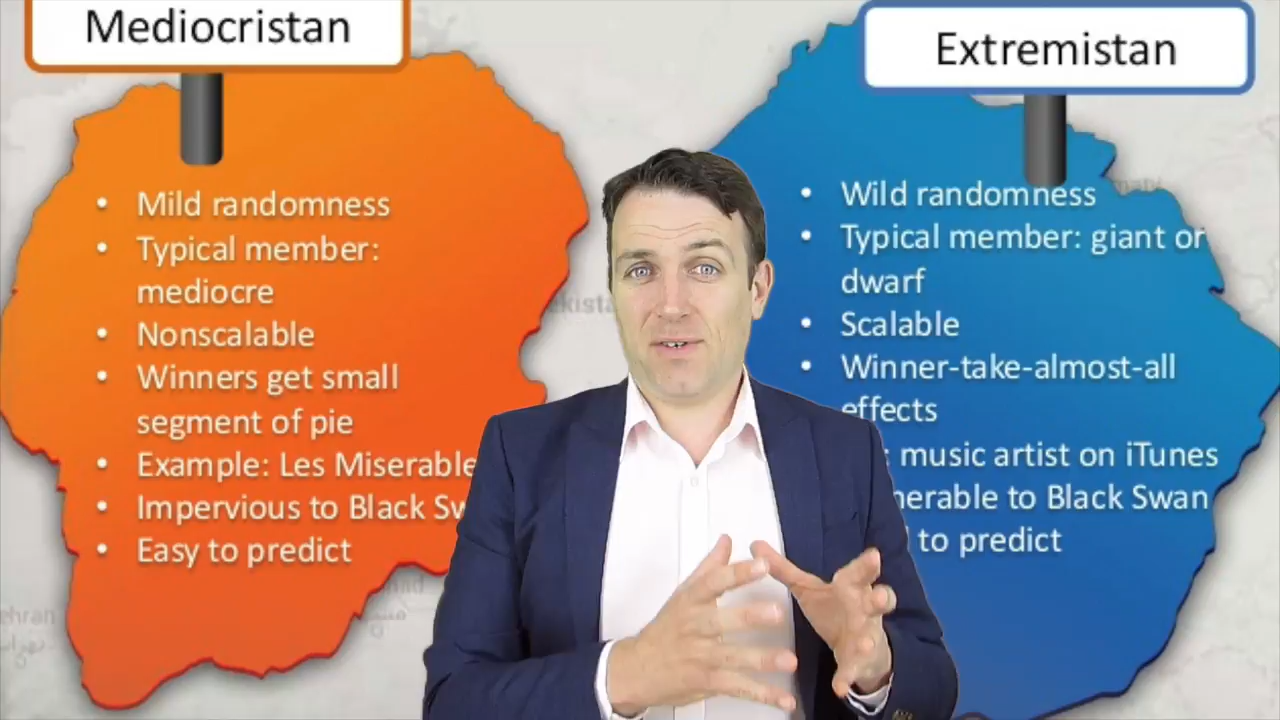 Mediocristan
• Mild randomness
• Typical member:
mediocre
• Nonscalable
• Winners get small
segment of pie
• Example: Les Miserable
• Impervious to Black Sw
• Easy to predict
Extremistan
• Wild randomness
• Typical member: giant or
dwarf
• Scalable
• Winner-take-almost-all
effects
: music artist on iTunes
nerable to Black Swan
to predict